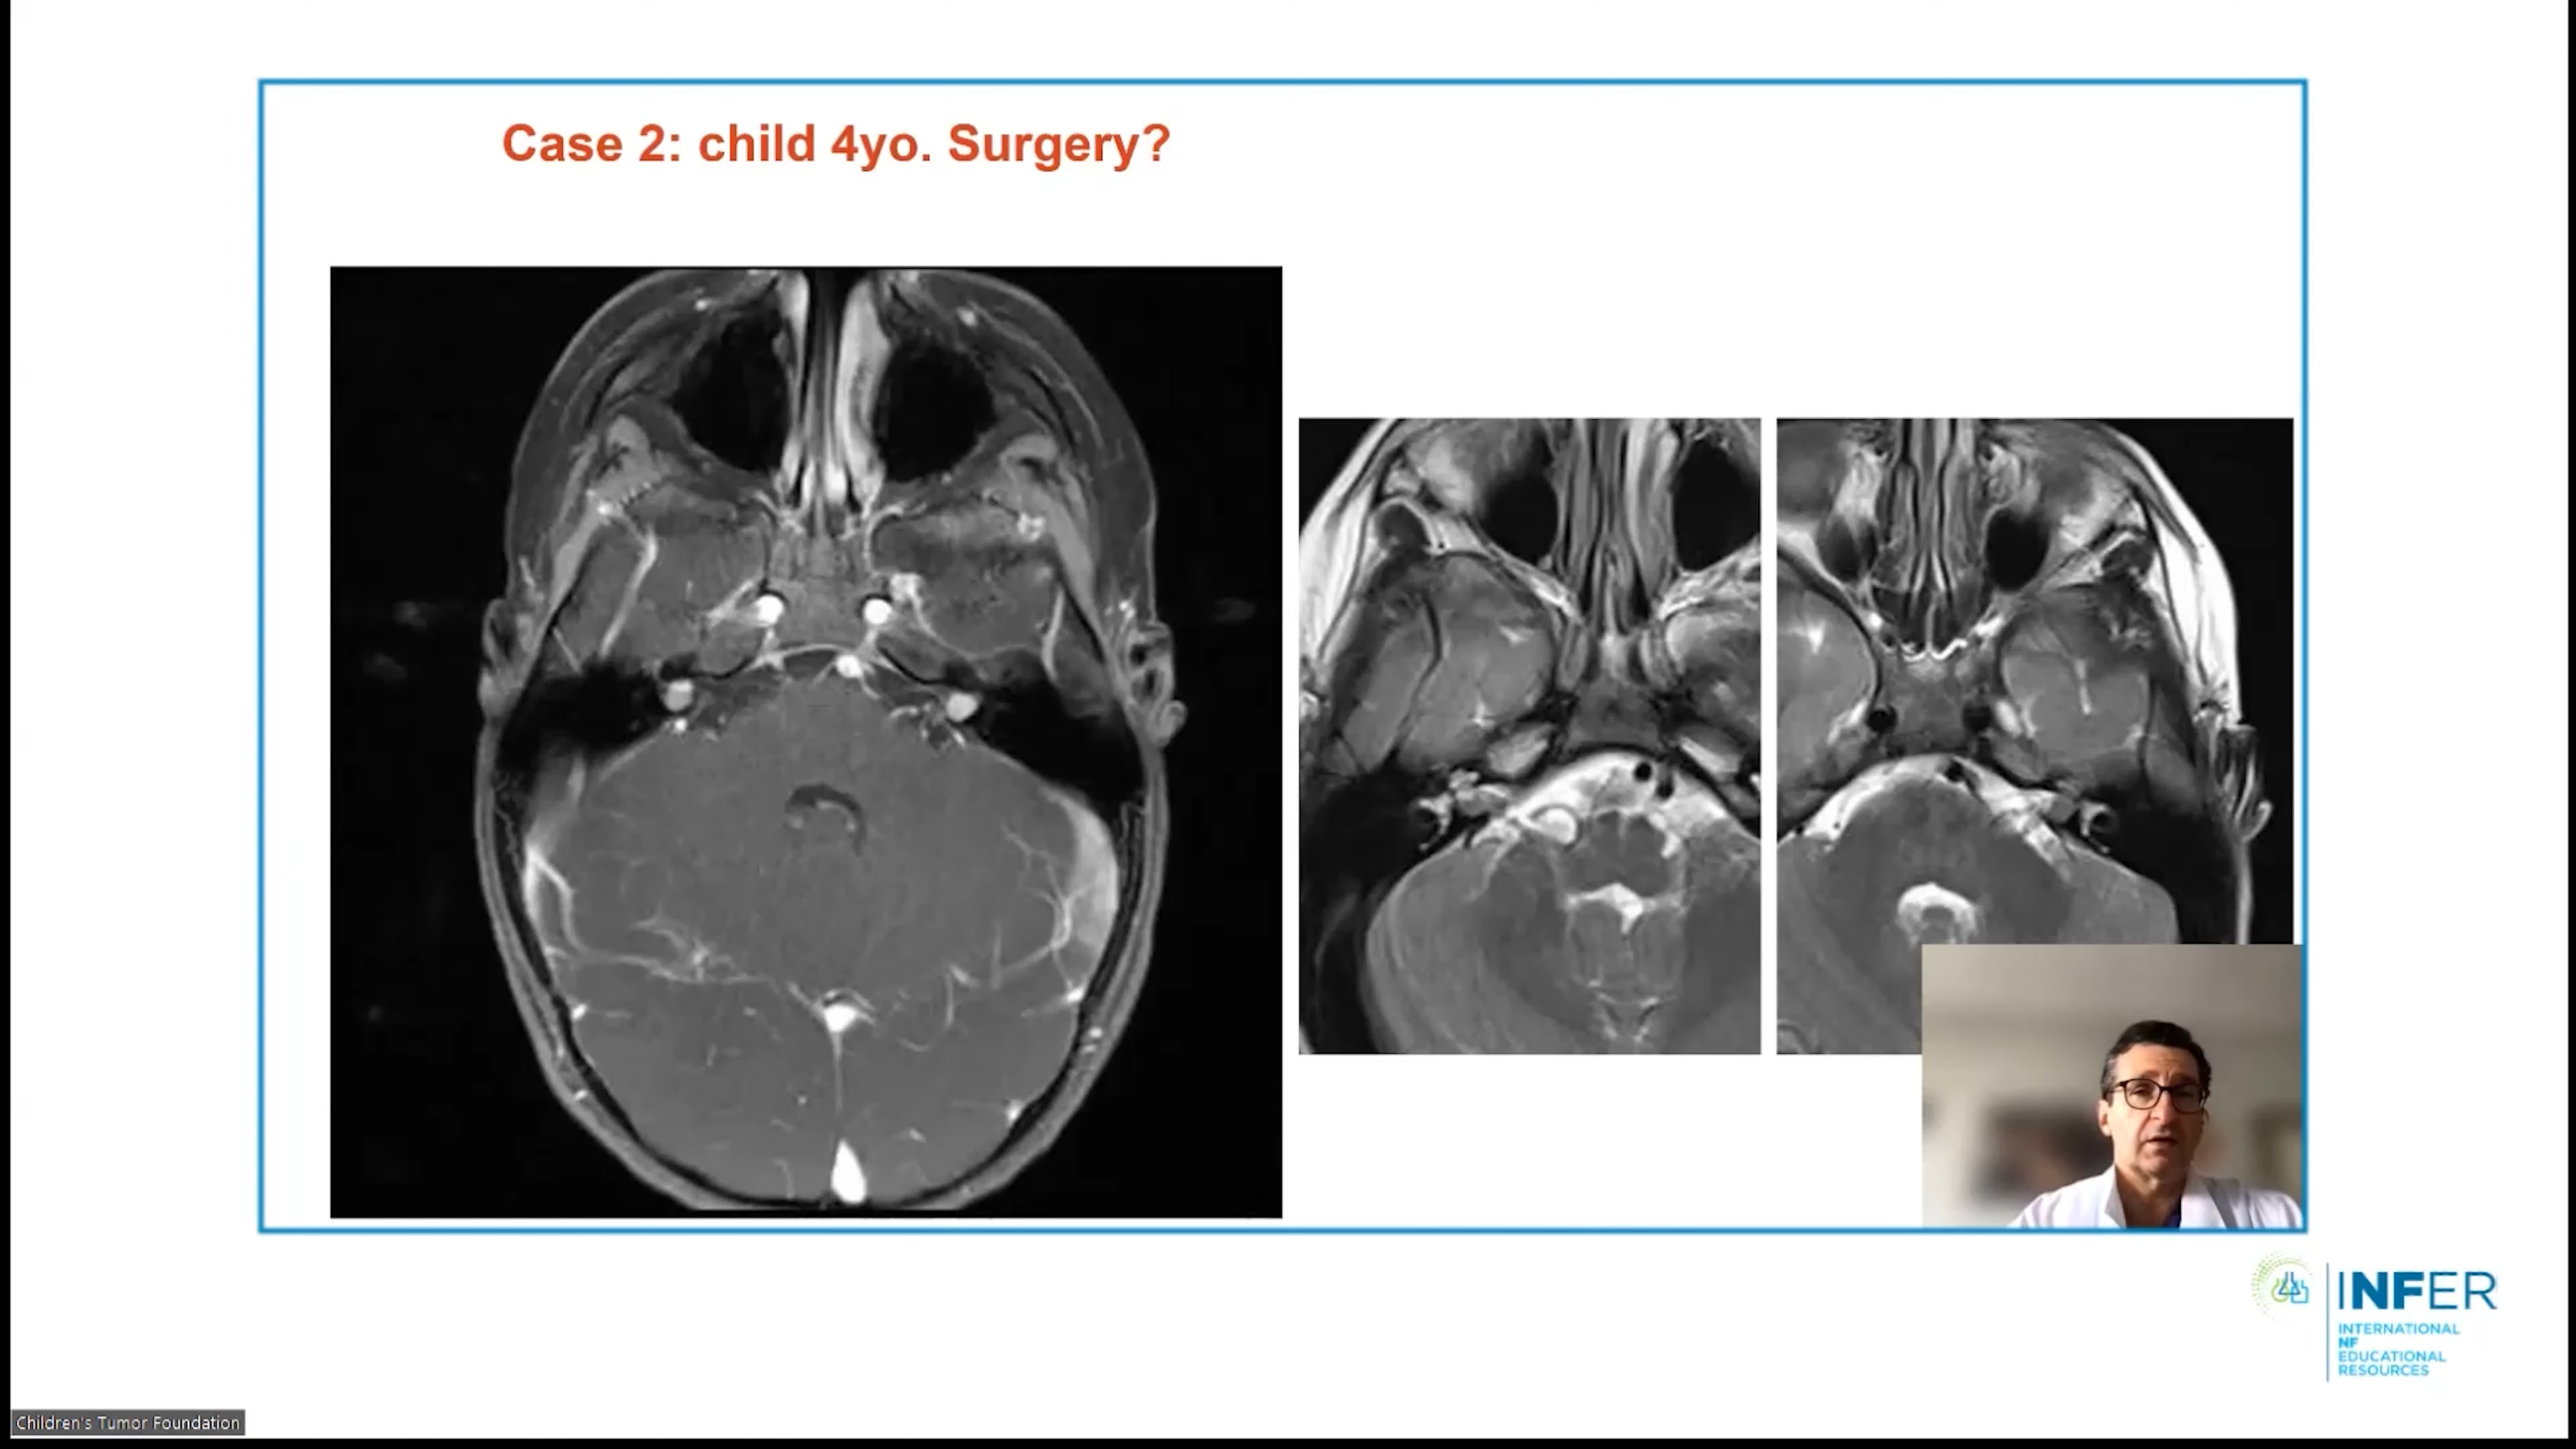 Case 2: child 4yo. Surgery?
INFER
INTERNATIONAL
NF
EDUCATIONAL
RESOURCES
Children's Tumor Foundation